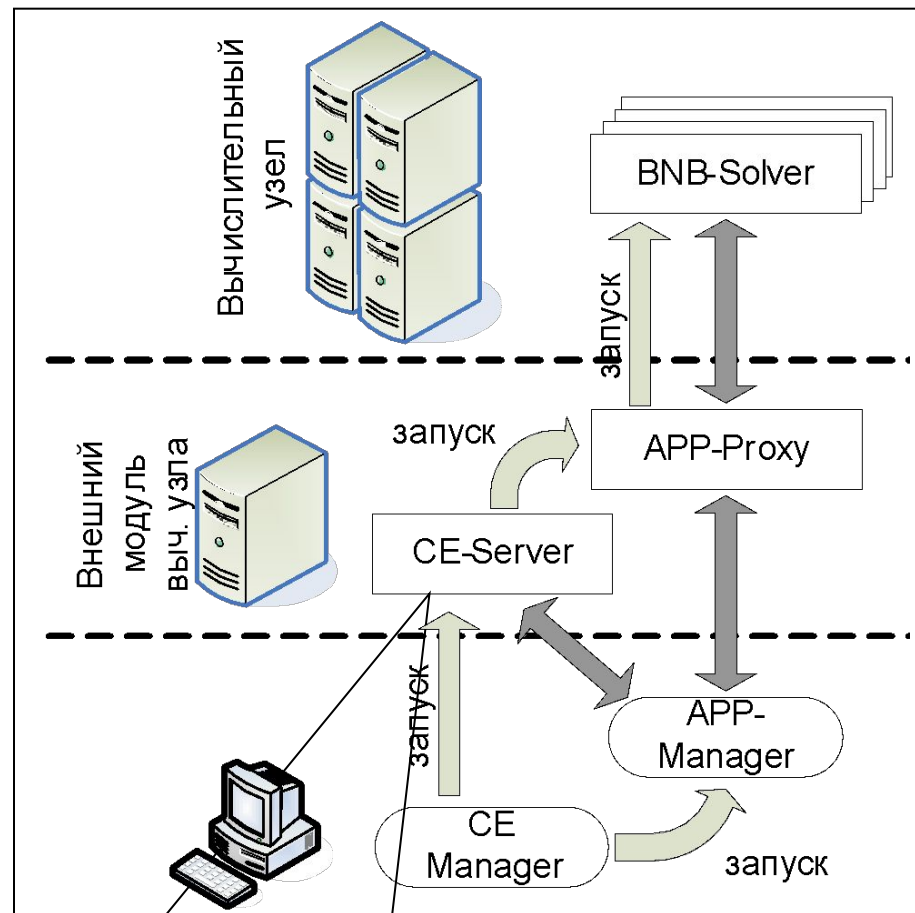 Вычислительный
узел
BNB-Solver
запуск
Внешний
модуль
выч. узла
запуск
APP-Proxy
CE-Server
запуск
APP-
Manager
CE
Manager
запуск